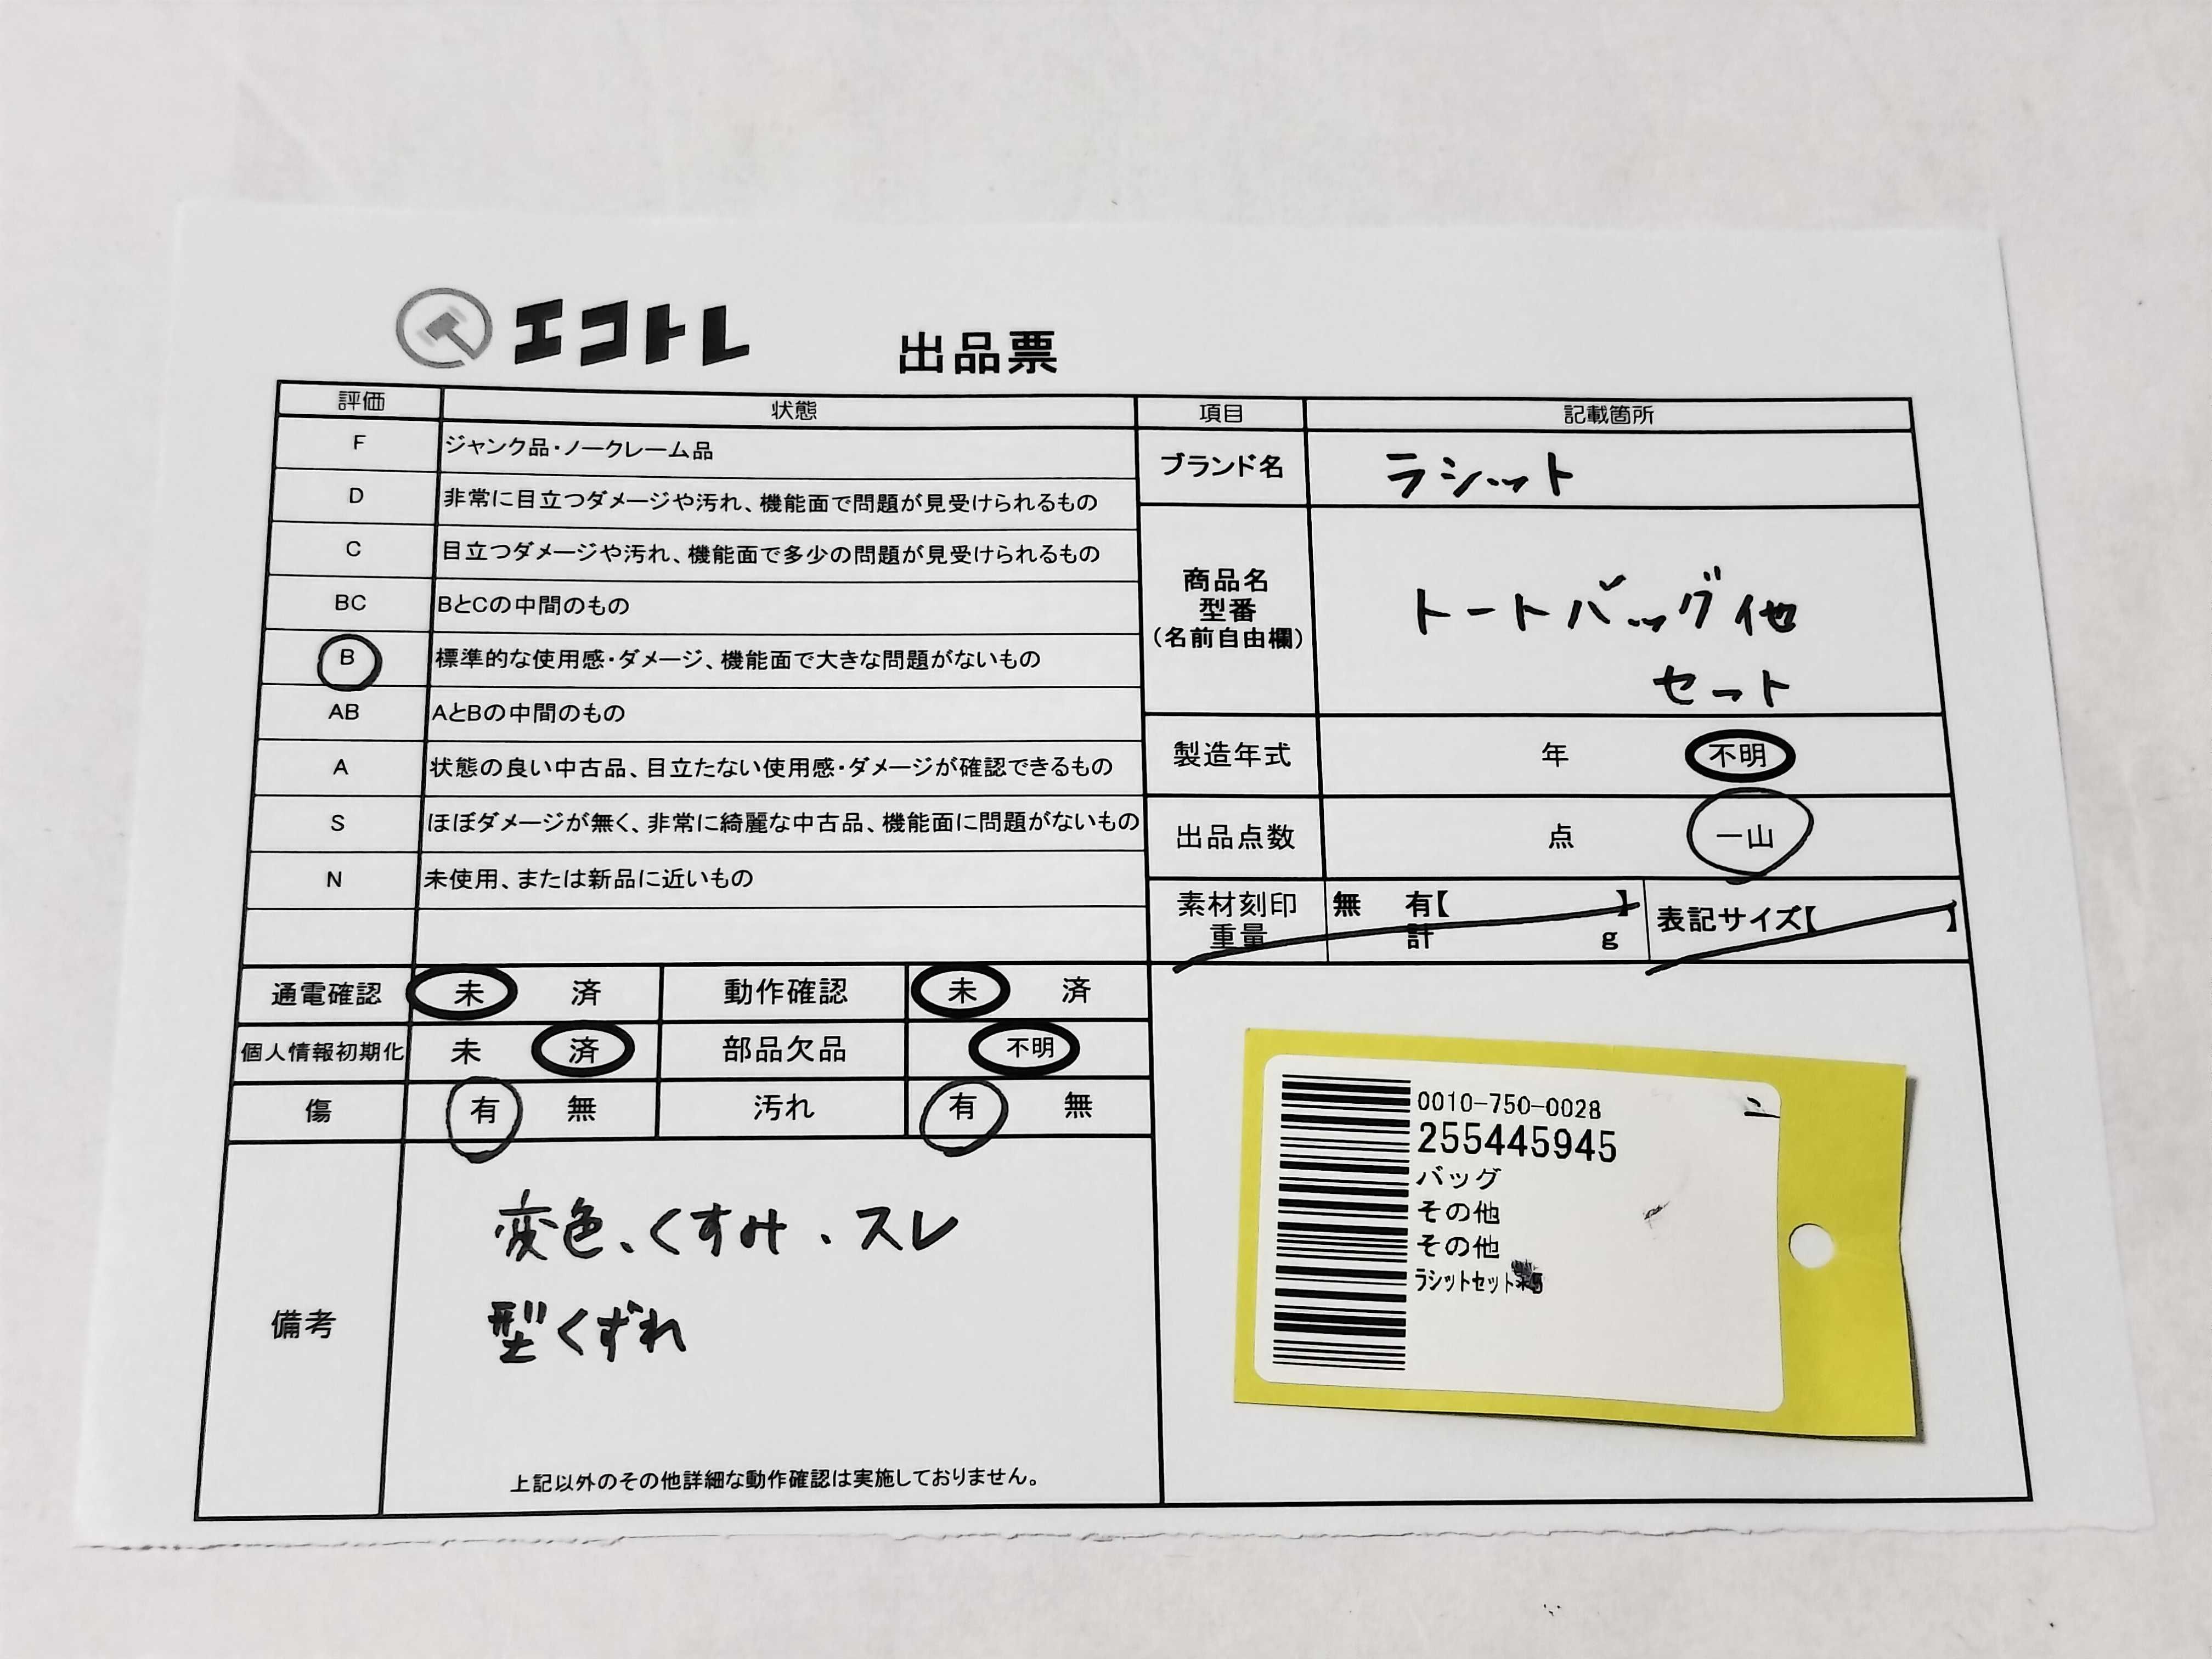 エコトレ 出品票
評価 状態 項目 記載箇所
F ジャンク品・ノークレーム品
D 非常に目立つダメージや汚れ、機能面で問題が見受けられるもの
C 目立つダメージや汚れ、機能面で多少の問題が見受けられるもの
BC BとCの中間のもの
B 標準的な使用感・ダメージ、機能面で大きな問題がないもの
AB AとBの中間のもの
A 状態の良い中古品、目立たない使用感・ダメージが確認できるもの
S ほぼダメージが無く、非常に綺麗な中古品、機能面に問題がないもの
N 未使用、または新品に近いもの
ブランド名 ラシット
商品名
型番
(名前自由欄)
トートバッグ他
セット
製造年式 年 不明
出品点数 点 一山
素材刻印 無 有【 】 表記サイズ【 】
重量 計 g
通電確認 未 済 動作確認 未 済
個人情報初期化 未 済 部品欠品 不明
傷 有 無 汚れ 有 無
備考
変色、くすみ、スレ
型くずれ
上記以外のその他詳細な動作確認は実施しておりません。
0010-750-0028
255445945
バッグ
その他
その他
ラシットセット